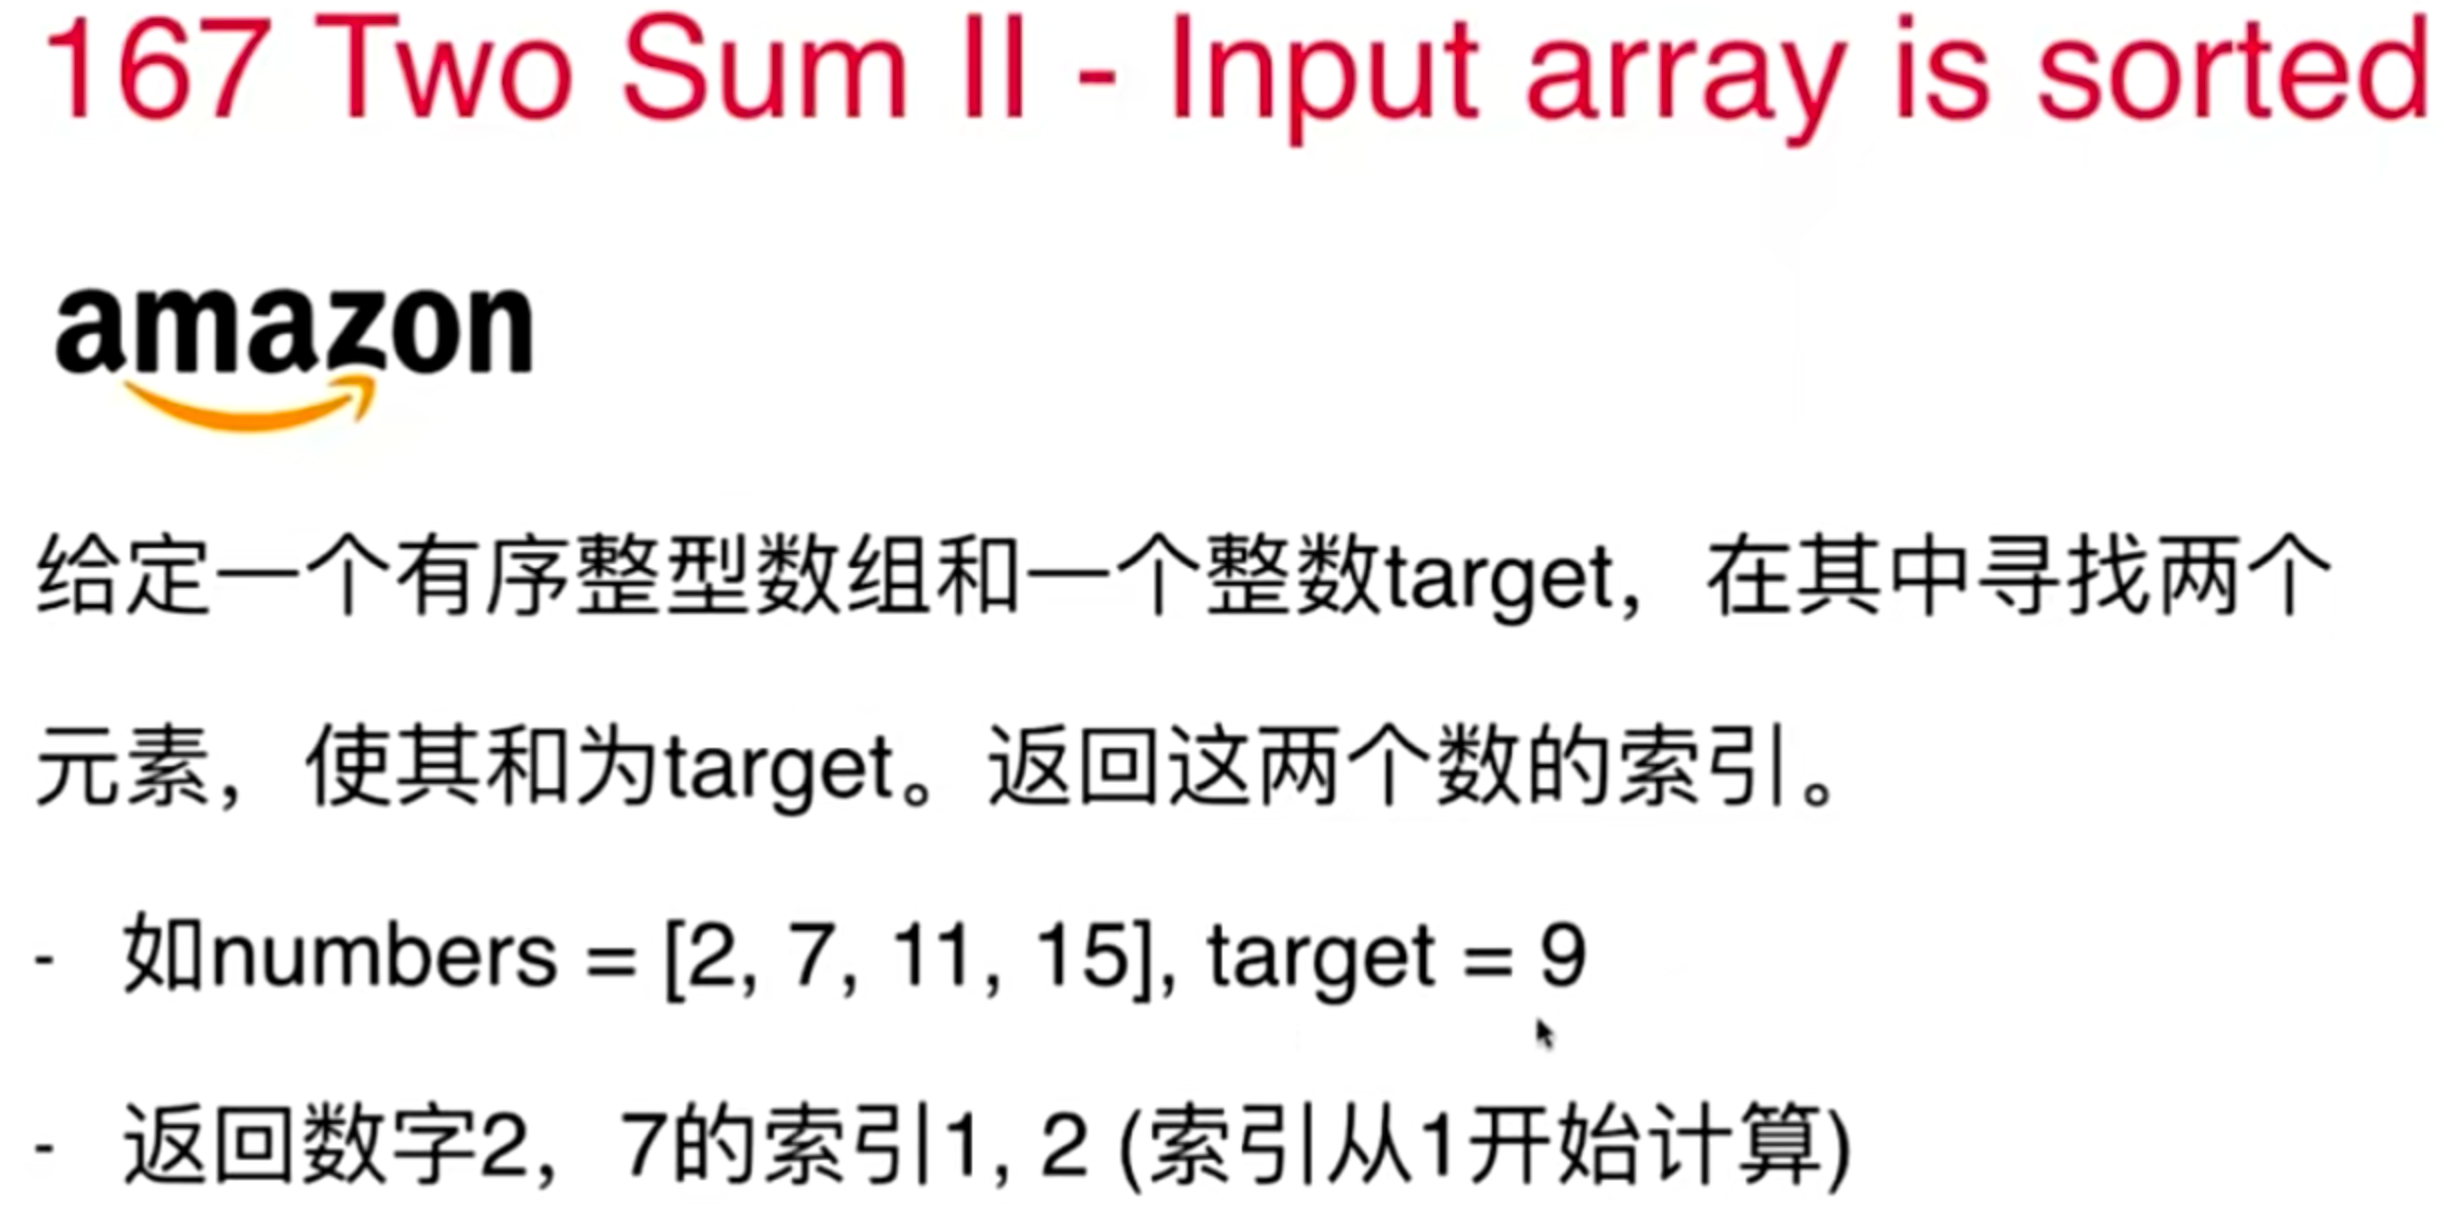 167 Two Sum II - Input array is sorted
amazon
给定一个有序整型数组和一个整数target，在其中寻找两个
元素，使其和为target。返回这两个数的索引。
- 如numbers = [2, 7, 11, 15], target = 9
- 返回数字2，7的索引1, 2 (索引从1开始计算)